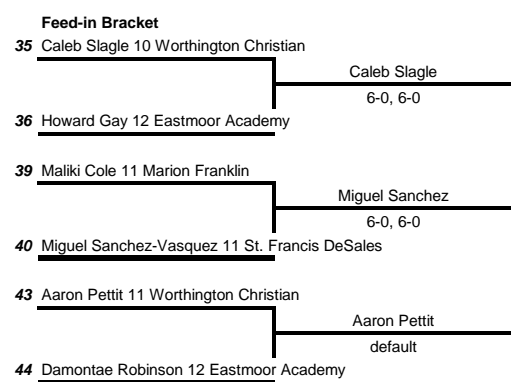 Feed-in Bracket
35 Caleb Slagle 10 Worthington Christian
Caleb Slagle
6-0, 6-0
36 Howard Gay 12 Eastmoor Academy
39 Maliki Cole 11 Marion Franklin
Miguel Sanchez
6-0, 6-0
40 Miguel Sanchez-Vasquez 11 St. Francis DeSales
43 Aaron Pettit 11 Worthington Christian
Aaron Pettit
default
44 Damontae Robinson 12 Eastmoor Academy